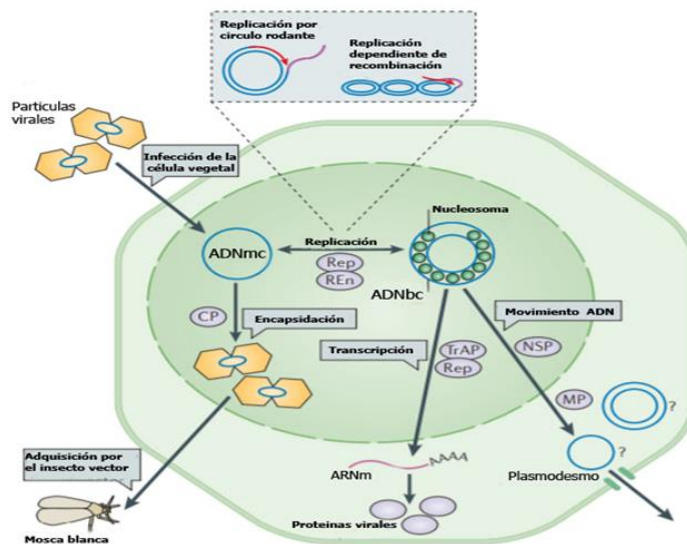 Replicación por
circulo rodante
Replicación
dependiente de
recombinación
Particulas
virales
Infección de la
célula vegetal
Nucleosoma
ADNmc
Replicación
Rep
REn
ADNbc
CP
Encapsidación
Movimiento ADN
Transcripción
TrAP
Rep
NSP
MP
?
?
Adquisición por
el insecto vector
AAAA
ARNm
Plasmodesmo
Proteinas virales
Mosca blanca